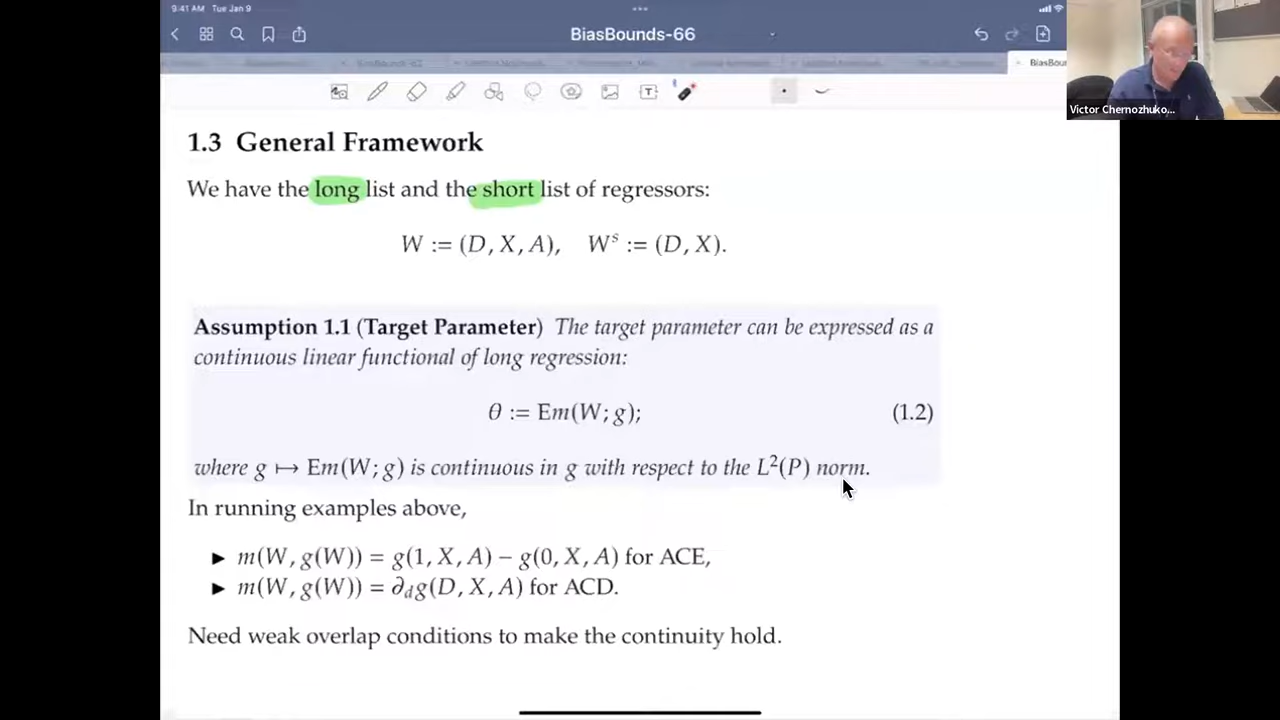 9:41 AM Tue Jan 9
BiasBounds-66
BiasBou
Victor Chernozhuko...
1.3 General Framework
We have the long list and the short list of regressors:
W := (D, X, A), Wˢ := (D, X).
Assumption 1.1 (Target Parameter) The target parameter can be expressed as a
continuous linear functional of long regression:
θ := Em(W; g); (1.2)
where g ↦ Em(W; g) is continuous in g with respect to the L²(P) norm.
In running examples above,
▶ m(W, g(W)) = g(1, X, A) − g(0, X, A) for ACE,
▶ m(W, g(W)) = ∂_d g(D, X, A) for ACD.
Need weak overlap conditions to make the continuity hold.